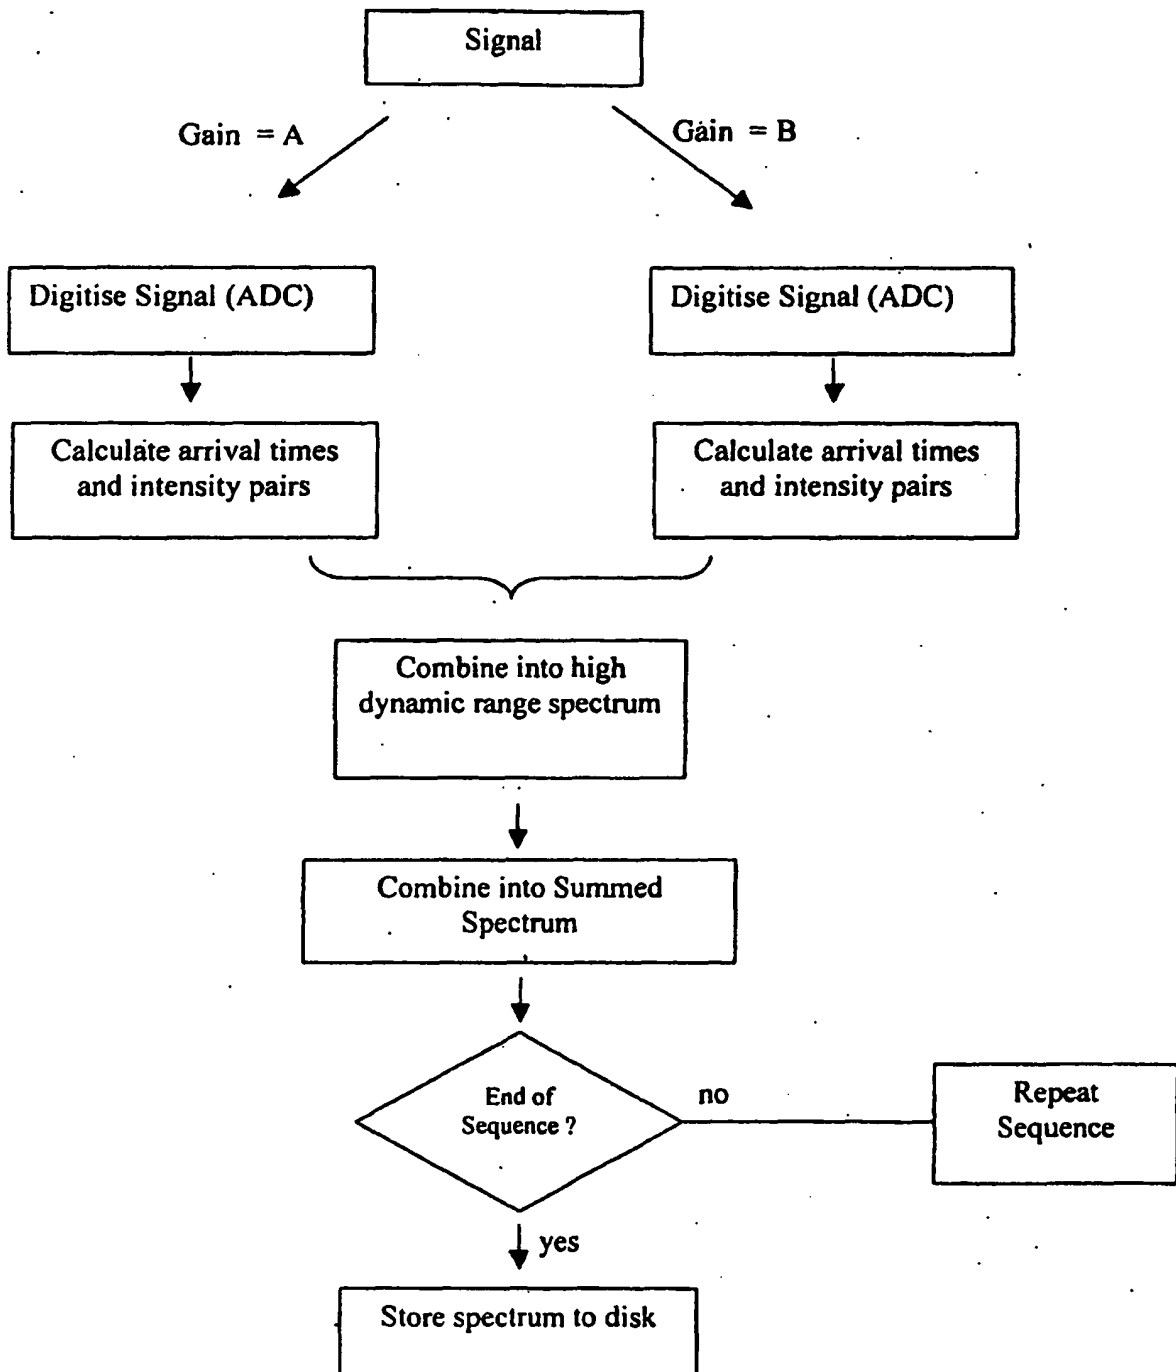 Signal
Gain = A
Gain = B
Digitise Signal (ADC)
Digitise Signal (ADC)
Calculate arrival times
and intensity pairs
Calculate arrival times
and intensity pairs
Combine into high
dynamic range spectrum
Combine into Summed
Spectrum
End of
Sequence ?
no
Repeat
Sequence
yes
Store spectrum to disk